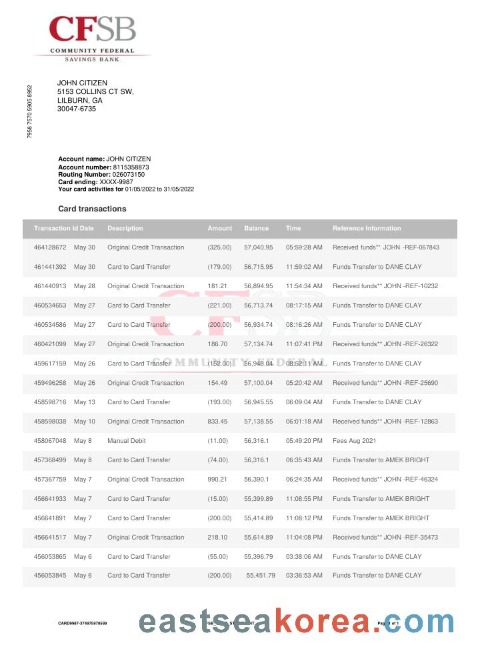 CFSB
COMMUNITY FEDERAL
SAVINGS BANK
JOHN CITIZEN
5153 COLLINS CT SW,
LILBURN, GA
30047-6735
7958 7570 5905 8952
Account name: JOHN CITIZEN
Account number: 8115358873
Routing Number: 026073150
Card ending: XXXX-9987
Your card activities for 01/05/2022 to 31/05/2022
Card transactions
Transaction id Date Description Amount Balance Time Reference Information
464128672 May 30 Original Credit Transaction (325.00) 57,040.95 05:59:28 AM Received funds** JOHN -REF-067843
461441392 May 30 Card to Card Transfer (179.00) 56,715.95 11:59:02 AM Funds Transfer to DANE CLAY
461440913 May 28 Original Credit Transaction 181.21 56,894.95 11:54:34 AM Received funds** JOHN -REF-10232
460534653 May 27 Card to Card Transfer (221.00) 56,713.74 08:17:15 AM Funds Transfer to DANE CLAY
460534586 May 27 Card to Card Transfer (200.00) 56,934.74 08:16:26 AM Funds Transfer to DANE CLAY
460421099 May 27 Original Credit Transaction 186.70 57,134.74 11:07:41 PM Received funds** JOHN -REF-26322
459617159 May 26 Card to Card Transfer (152.00) 56,948.04 08:52:11 AM Funds Transfer to DANE CLAY
459496258 May 26 Original Credit Transaction 154.49 57,100.04 05:20:42 AM Received funds** JOHN -REF-25690
458598716 May 13 Card to Card Transfer (193.00) 56,945.55 06:09:04 AM Funds Transfer to DANE CLAY
458598038 May 10 Original Credit Transaction 833.45 57,138.55 06:01:18 AM Received funds** JOHN -REF-12863
458067048 May 8 Manual Debit (11.00) 56,316.1 05:49:20 PM Fees Aug 2021
457368499 May 8 Card to Card Transfer (74.00) 56,316.1 06:35:43 AM Funds Transfer to AMEK BRIGHT
457367759 May 7 Original Credit Transaction 990.21 56,390.1 06:24:35 AM Received funds** JOHN -REF-46324
456641933 May 7 Card to Card Transfer (15.00) 55,399.89 11:08:55 PM Funds Transfer to AMEK BRIGHT
456641891 May 7 Card to Card Transfer (200.00) 55,414.89 11:08:12 PM Funds Transfer to AMEK BRIGHT
456641517 May 7 Original Credit Transaction 218.10 55,614.89 11:04:08 PM Received funds** JOHN -REF-35473
456053865 May 6 Card to Card Transfer (55.00) 55,396.79 03:38:06 AM Funds Transfer to DANE CLAY
456053845 May 6 Card to Card Transfer (200.00) 55,451.79 03:36:53 AM Funds Transfer to DANE CLAY
eastseakorea.com